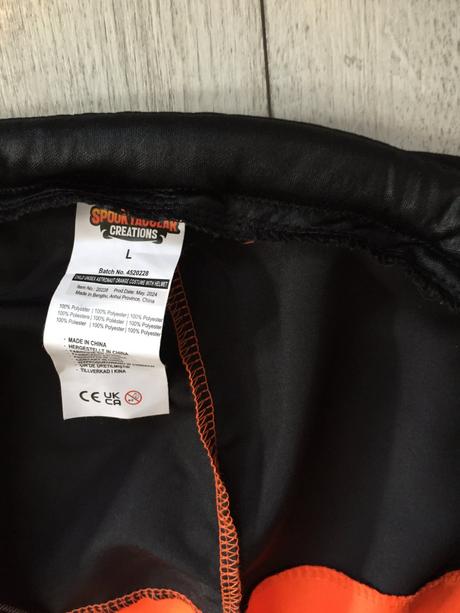 SPOOKTACULAR
CREATIONS
L
Batch No. 4520228
CHILD UNISEX ASTRONAUT ORANGE COSTUME WITH HELMET
Item No.: 20228 Prod Date: May. 2024
Made in Bengbu, Anhui Province, China
100% Polyester | 100% Polyester | 100% Polyester
100% Poliestere | 100% Poliéster | 100% Polyester
100% Poliester | 100% Polyester | 100% Polyester
- MADE IN CHINA
- HERGESTELLT IN CHINA
TILLVERKAD I KINA
CE UK
CA